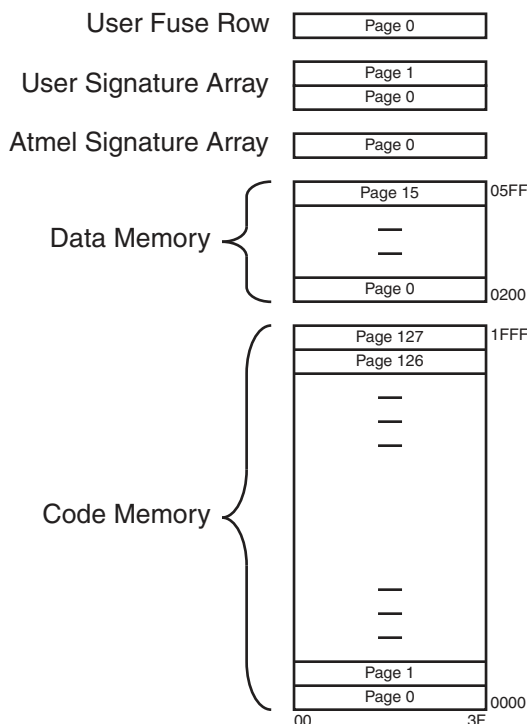 User Fuse Row
Page 0
User Signature Array
Page 1
Page 0
Atmel Signature Array
Page 0
Data Memory
Page 15
05FF
Page 0
0200
Code Memory
Page 127
1FFF
Page 126
Page 1
Page 0
0000
00
3F